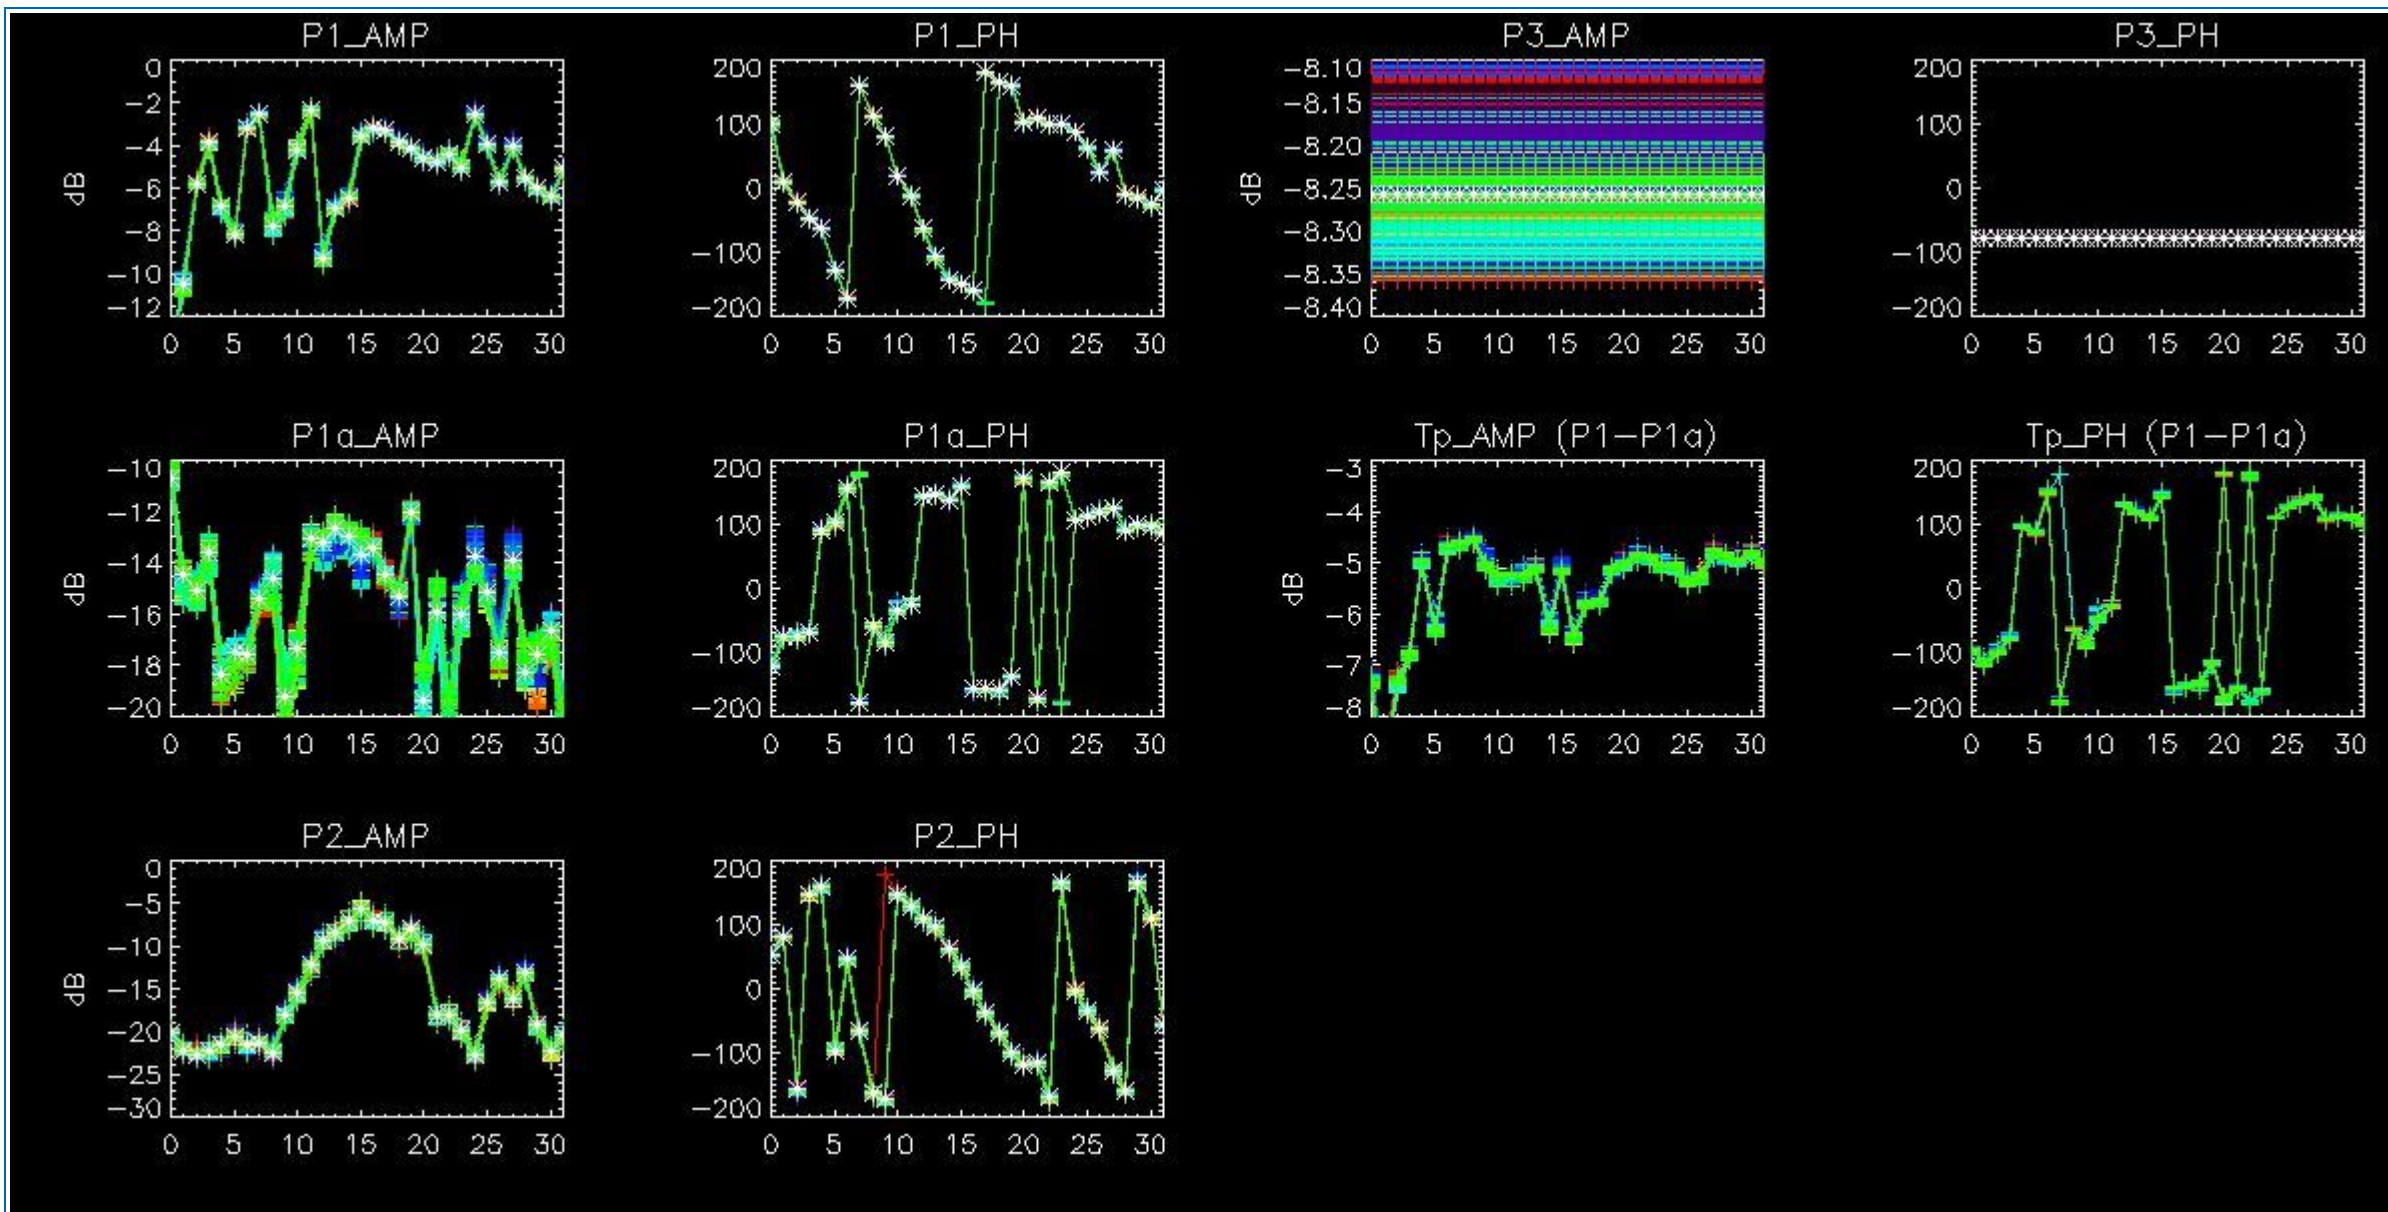 P1_AMP
0
−2
−4
−6
−8
−10
−12
dB
0 5 10 15 20 25 30
P1_PH
200
100
0
−100
−200
0 5 10 15 20 25 30
P3_AMP
−8.10
−8.15
−8.20
−8.25
−8.30
−8.35
−8.40
dB
0 5 10 15 20 25 30
P3_PH
200
100
0
−100
−200
0 5 10 15 20 25 30
P1a_AMP
−10
−12
−14
−16
−18
−20
dB
0 5 10 15 20 25 30
P1a_PH
200
100
0
−100
−200
0 5 10 15 20 25 30
Tp_AMP (P1−P1a)
−3
−4
−5
−6
−7
−8
dB
0 5 10 15 20 25 30
Tp_PH (P1−P1a)
200
100
0
−100
−200
0 5 10 15 20 25 30
P2_AMP
0
−5
−10
−15
−20
−25
−30
dB
0 5 10 15 20 25 30
P2_PH
200
100
0
−100
−200
0 5 10 15 20 25 30